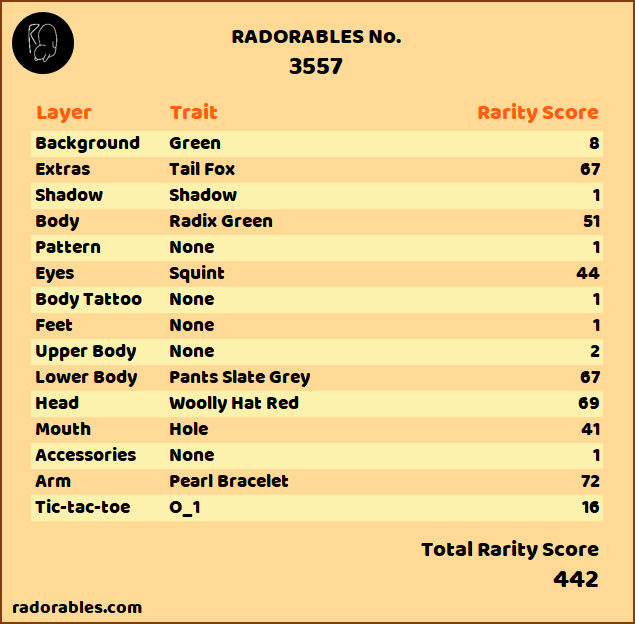 RADORABLES No.
3557
Layer Trait Rarity Score
Background Green 8
Extras Tail Fox 67
Shadow Shadow 1
Body Radix Green 51
Pattern None 1
Eyes Squint 44
Body Tattoo None 1
Feet None 1
Upper Body None 2
Lower Body Pants Slate Grey 67
Head Woolly Hat Red 69
Mouth Hole 41
Accessories None 1
Arm Pearl Bracelet 72
Tic-tac-toe O_1 16
Total Rarity Score
442
radorables.com